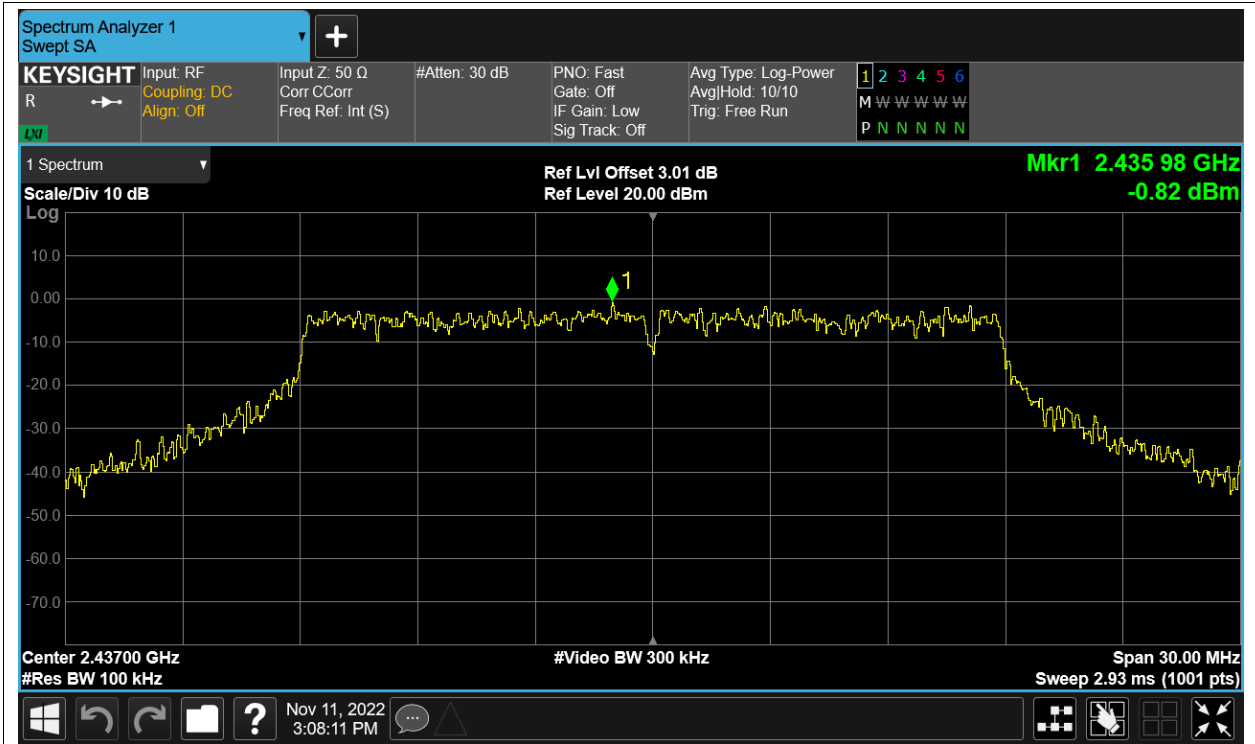 Spectrum Analyzer 1
Swept SA
KEYSIGHT
R
LXI
Input: RF
Coupling: DC
Align: Off
Input Z: 50 Ω
Corr CCorr
Freq Ref: Int (S)
#Atten: 30 dB
PNO: Fast
Gate: Off
IF Gain: Low
Sig Track: Off
Avg Type: Log-Power
Avg|Hold: 10/10
Trig: Free Run
1 2 3 4 5 6
M W W W W W
P N N N N N
1 Spectrum
Scale/Div 10 dB
Ref Lvl Offset 3.01 dB
Ref Level 20.00 dBm
Mkr1 2.435 98 GHz
-0.82 dBm
Log
10.0
0.00
-10.0
-20.0
-30.0
-40.0
-50.0
-60.0
-70.0
1
Center 2.43700 GHz
#Res BW 100 kHz
#Video BW 300 kHz
Span 30.00 MHz
Sweep 2.93 ms (1001 pts)
?
Nov 11, 2022
3:08:11 PM